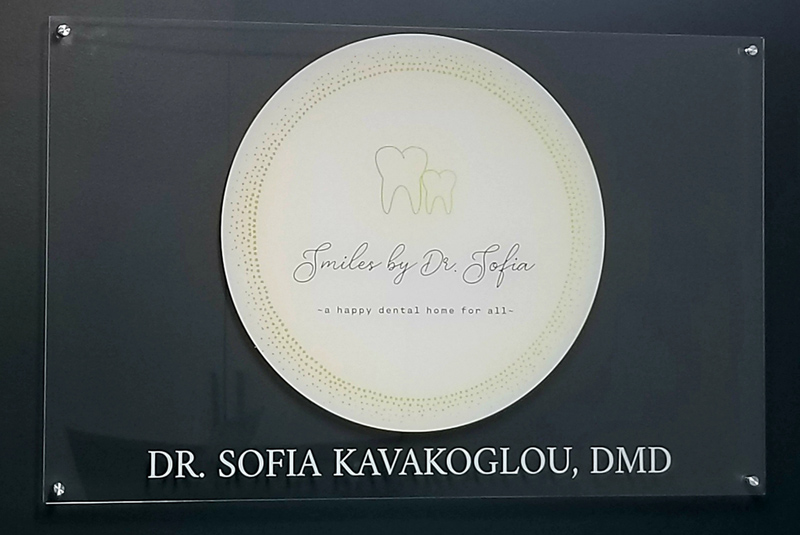 Smiles by Dr. Sofia
~a happy dental home for all~
DR. SOFIA KAVAKOGLOU, DMD